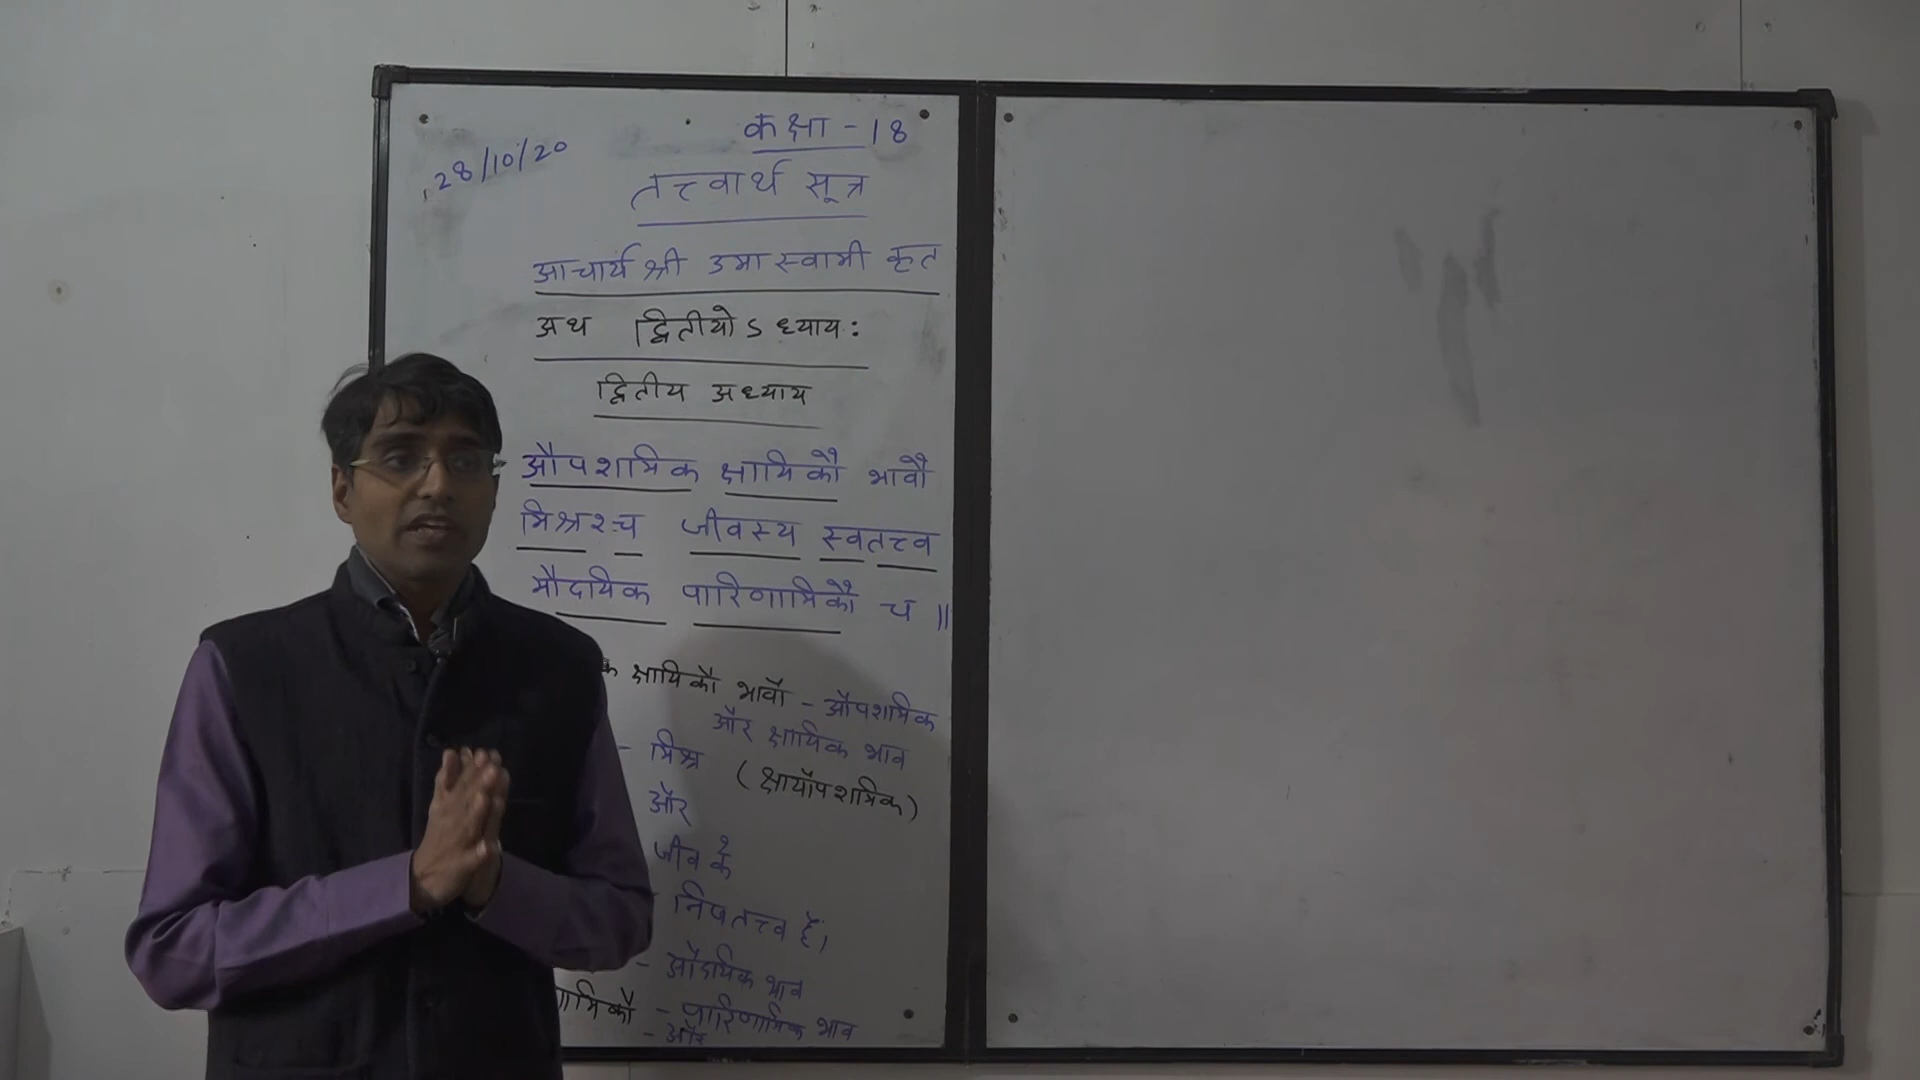 कक्षा - 18
28/10/20
तत्त्वार्थ सूत्र
आचार्य श्री उमास्वामी कृत
अथ द्वितीयोऽध्यायः
द्वितीय अध्याय
औपशमिक क्षायिकौ भावौ
मिश्रश्च जीवस्य स्वतत्त्व
मौदयिक पारिणामिकौ च ॥
क क्षायिकौ भावौ - औपशमिक
और क्षायिक भाव
- मिश्र (क्षायोपशमिक)
और
जीव के
- निजतत्त्व हैं।
- औदयिक भाव
णामिकौ - पारिणामिक भाव
- और